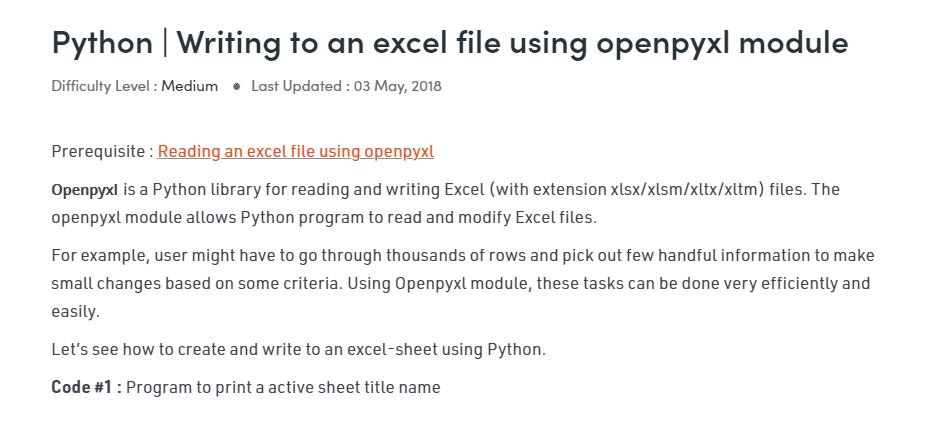 Python | Writing to an excel file using openpyxl module
Difficulty Level : Medium ● Last Updated : 03 May, 2018
Prerequisite : Reading an excel file using openpyxl
Openpyxl is a Python library for reading and writing Excel (with extension xlsx/xlsm/xltx/xltm) files. The
openpyxl module allows Python program to read and modify Excel files.
For example, user might have to go through thousands of rows and pick out few handful information to make
small changes based on some criteria. Using Openpyxl module, these tasks can be done very efficiently and
easily.
Let’s see how to create and write to an excel-sheet using Python.
Code #1 : Program to print a active sheet title name